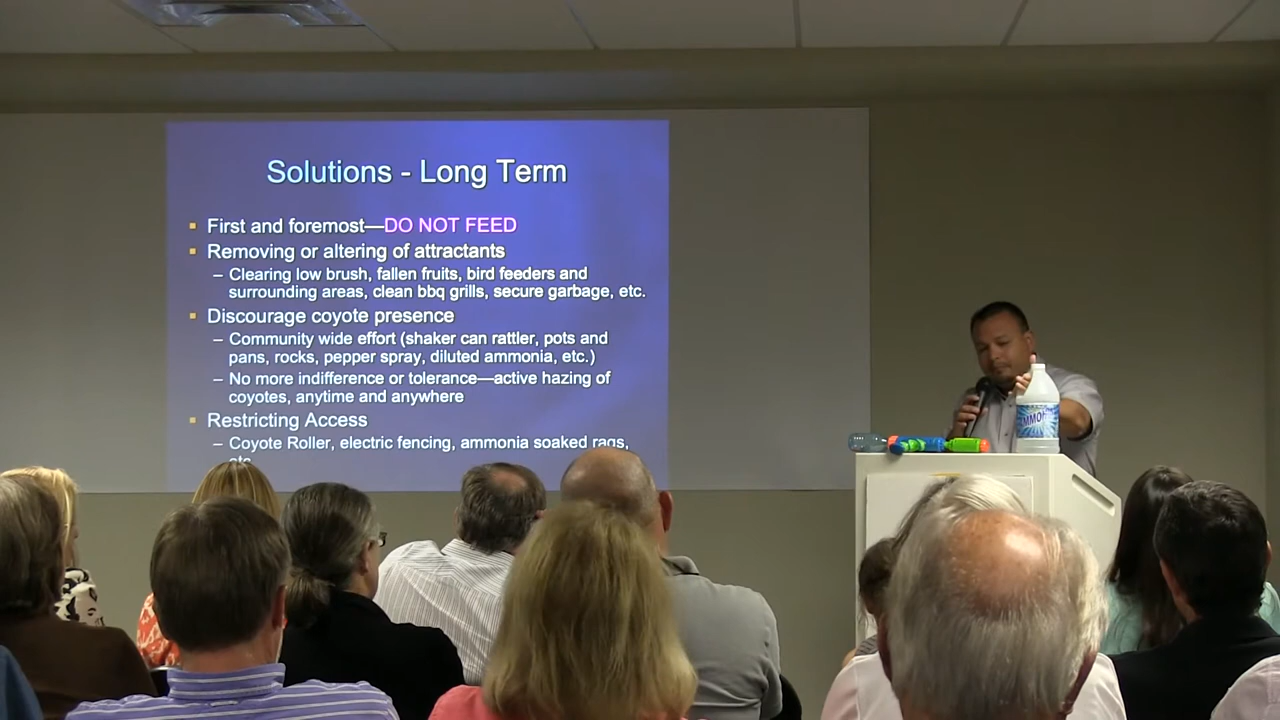 Solutions - Long Term
First and foremost—DO NOT FEED
Removing or altering of attractants
– Clearing low brush, fallen fruits, bird feeders and
surrounding areas, clean bbq grills, secure garbage, etc.
Discourage coyote presence
– Community wide effort (shaker can rattler, pots and
pans, rocks, pepper spray, diluted ammonia, etc.)
– No more indifference or tolerance—active hazing of
coyotes, anytime and anywhere
Restricting Access
– Coyote Roller, electric fencing, ammonia soaked rags,
etc